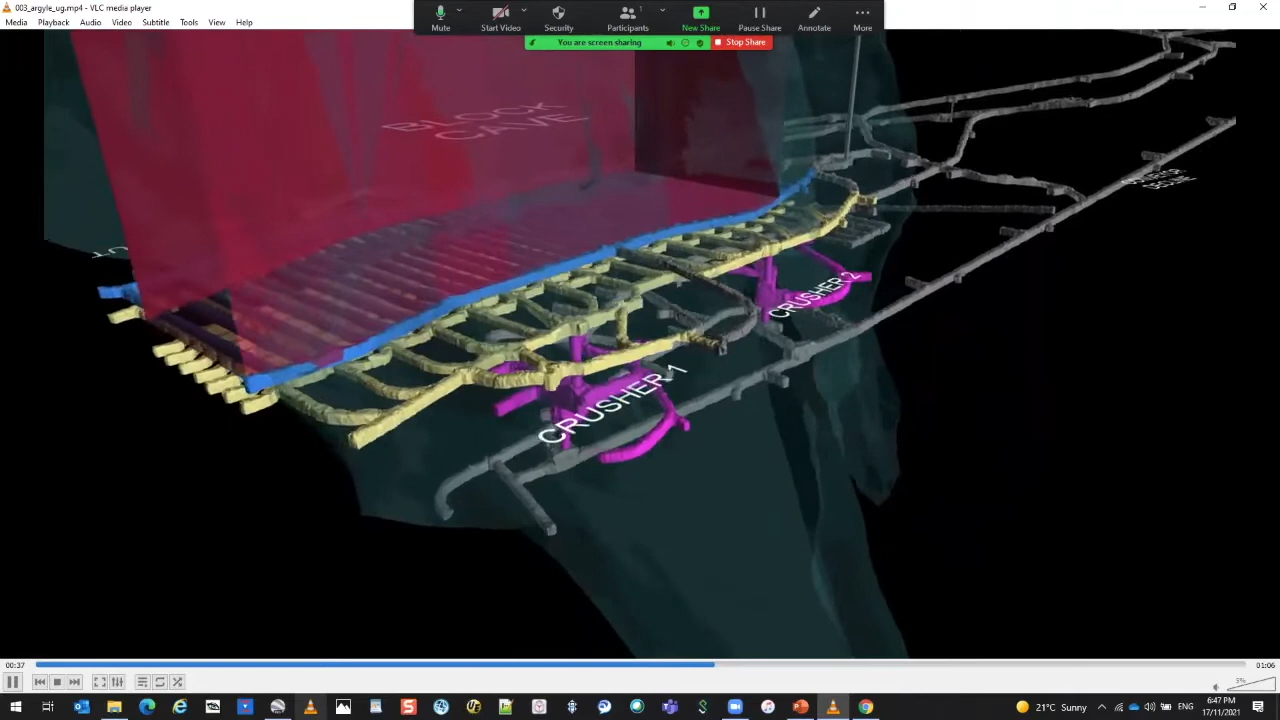 003_argyle_ug.mp4 - VLC media player
Media Playback Audio Video Subtitle Tools View Help
Mute Start Video Security Participants 1 New Share Pause Share Annotate More
You are screen sharing Stop Share
BLOCK
CAVE
CRUSHER 2
CRUSHER 1
00:37 01:06
3%
21°C Sunny ENG 6:47 PM
17/11/2021